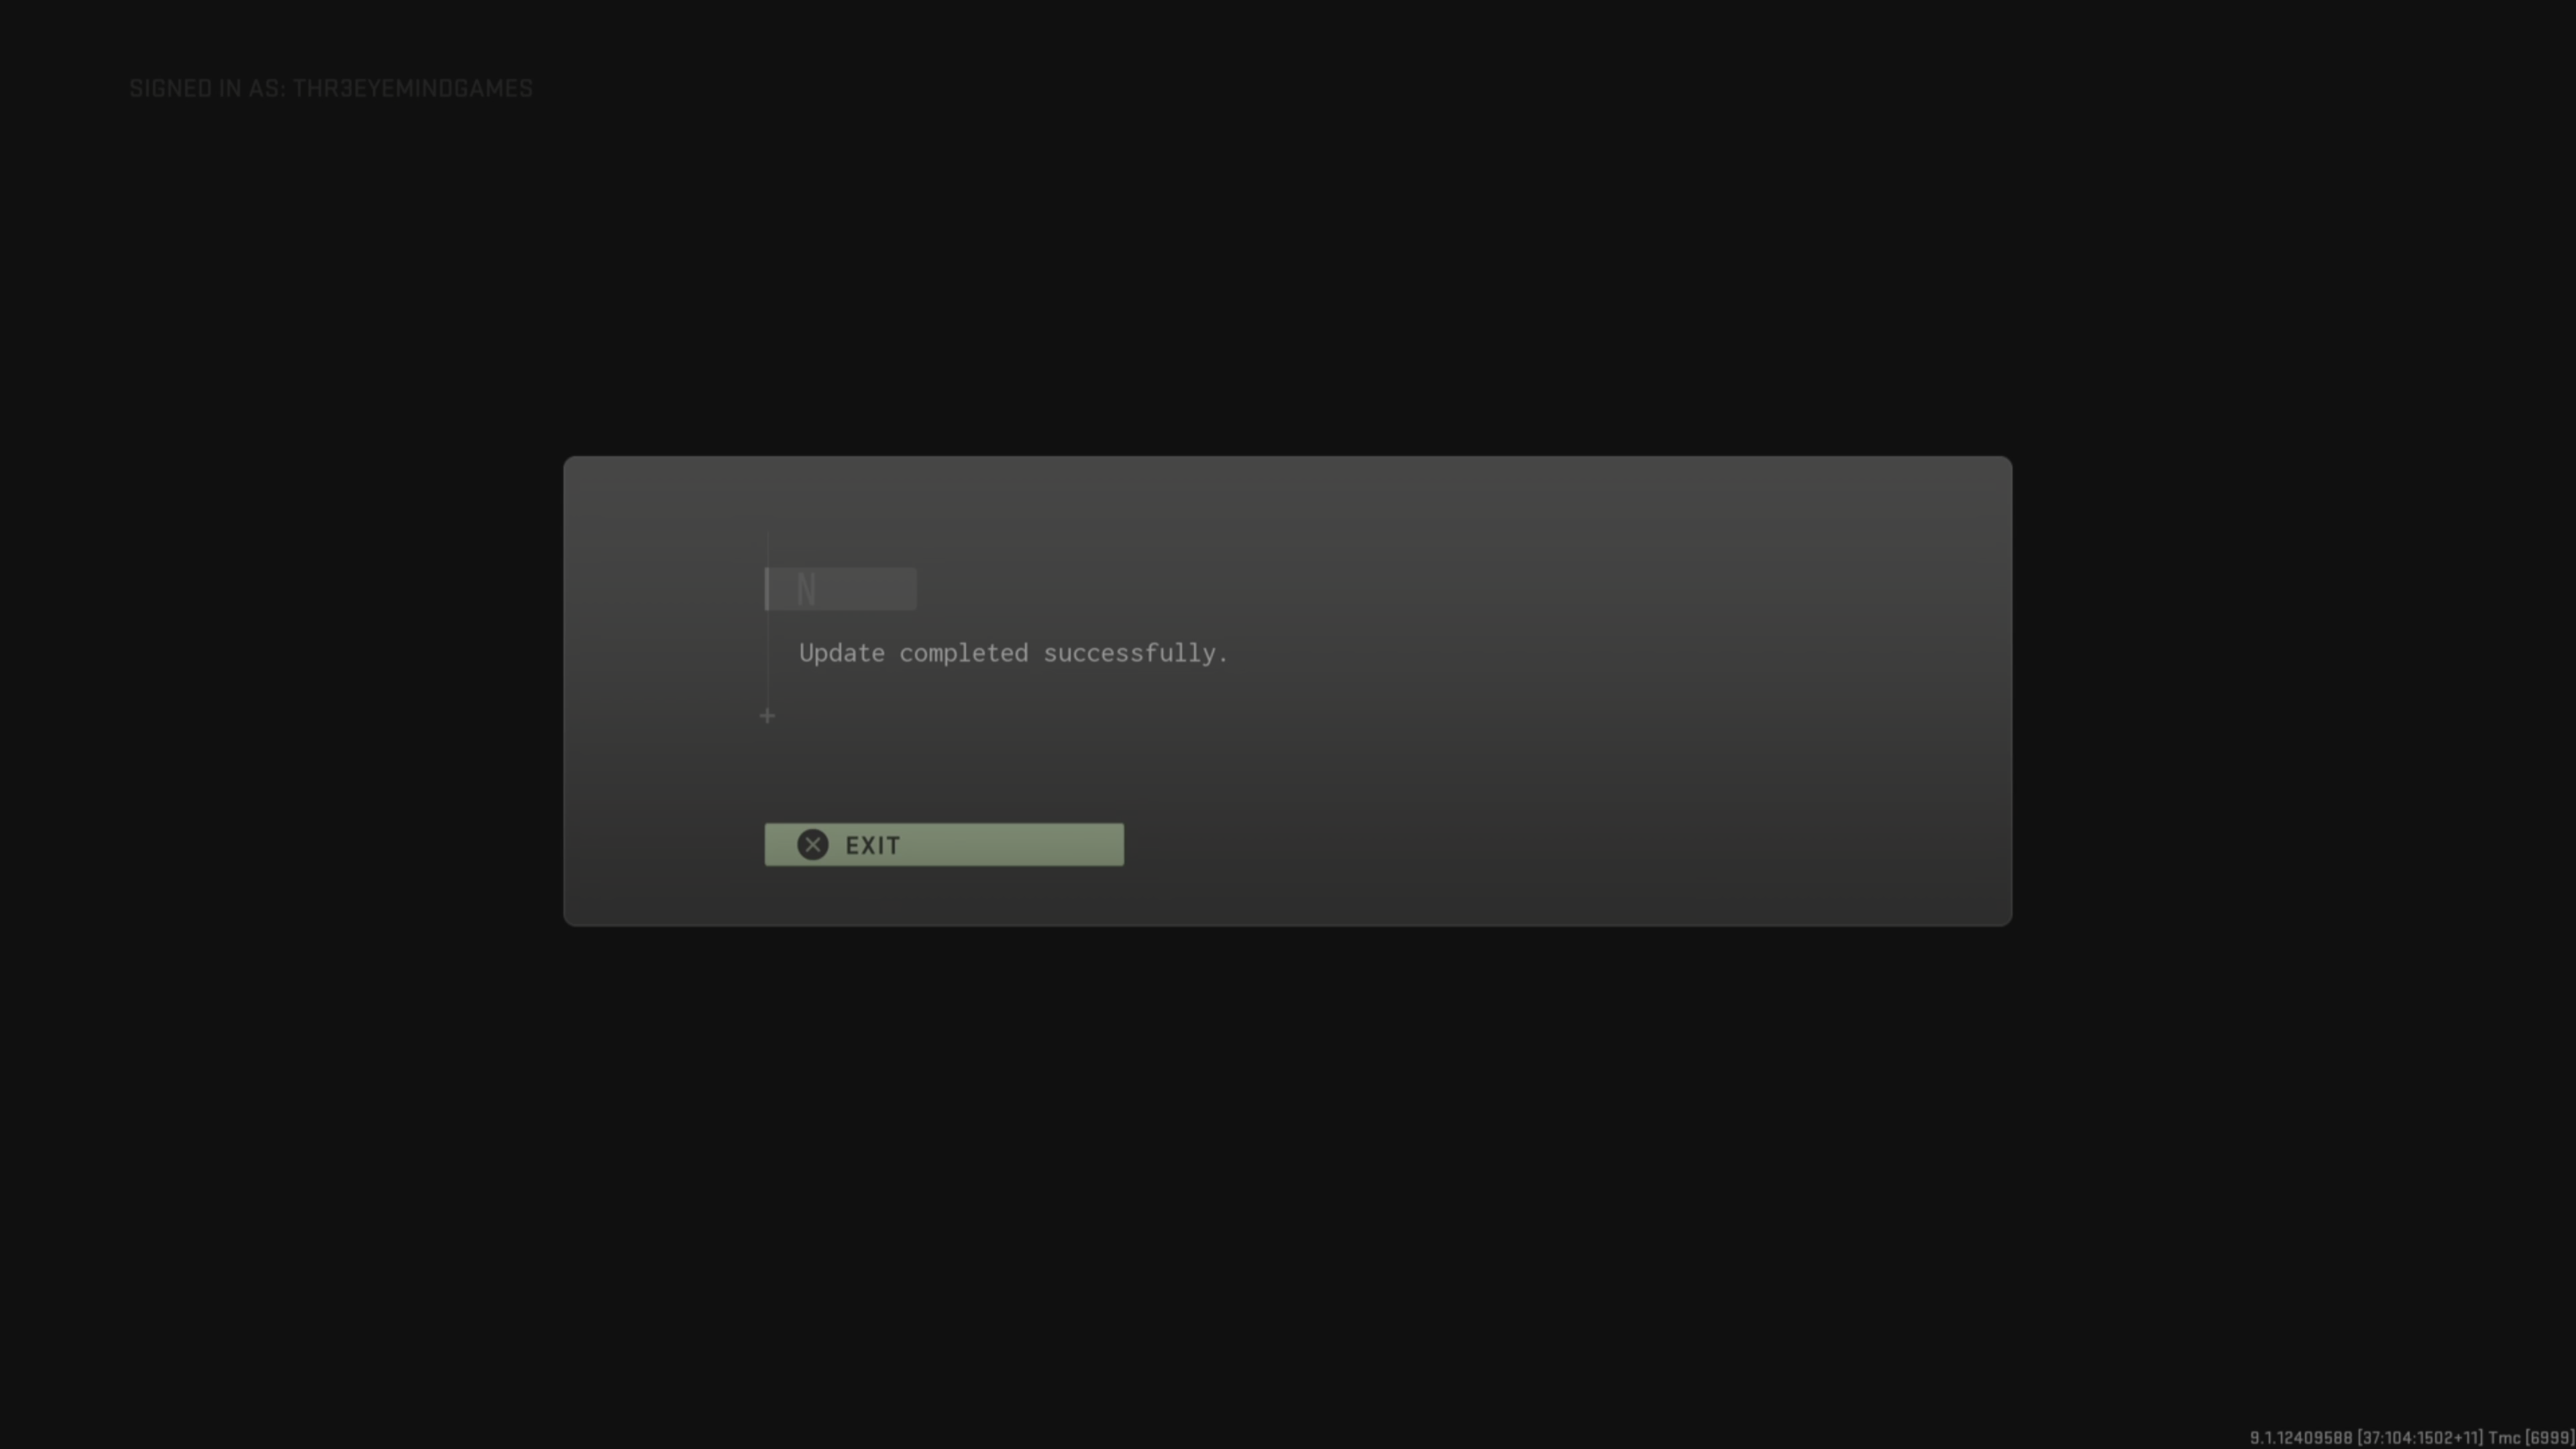 SIGNED IN AS: THR3EYEMINDGAMES
N
Update completed successfully.
EXIT
9.1.12409588 [37:104:1502+11] Tmc [6999]